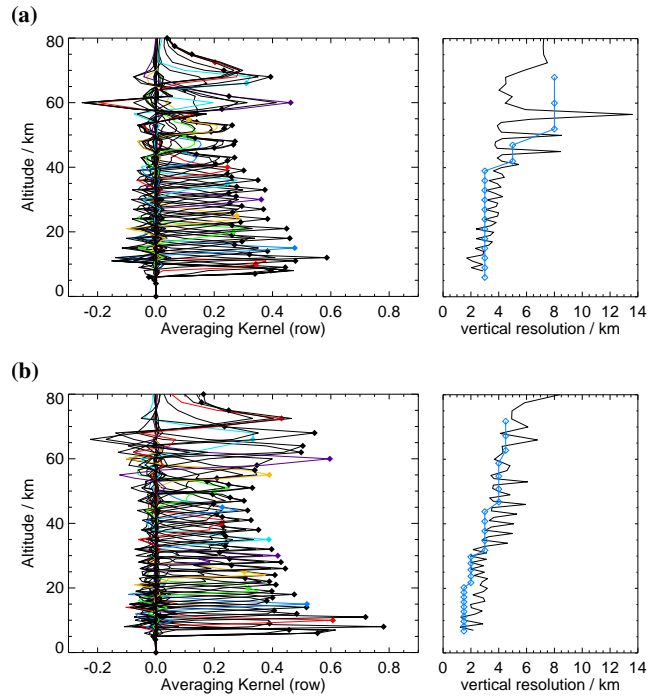 (a)
80
60
40
20
0
Altitude / km
-0.2 0.0 0.2 0.4 0.6 0.8
Averaging Kernel (row)
0 2 4 6 8 10 12 14
vertical resolution / km
(b)
80
60
40
20
0
Altitude / km
-0.2 0.0 0.2 0.4 0.6 0.8
Averaging Kernel (row)
0 2 4 6 8 10 12 14
vertical resolution / km